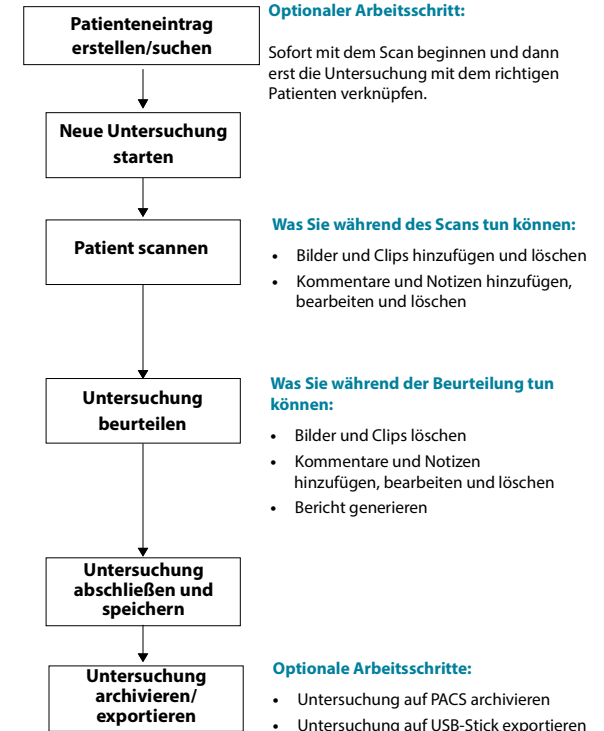 Patienteneintrag
erstellen/suchen
Optionaler Arbeitsschritt:
Sofort mit dem Scan beginnen und dann
erst die Untersuchung mit dem richtigen
Patienten verknüpfen.
Neue Untersuchung
starten
Patient scannen
Was Sie während des Scans tun können:
• Bilder und Clips hinzufügen und löschen
• Kommentare und Notizen hinzufügen,
bearbeiten und löschen
Untersuchung
beurteilen
Was Sie während der Beurteilung tun
können:
• Bilder und Clips löschen
• Kommentare und Notizen
hinzufügen, bearbeiten und löschen
• Bericht generieren
Untersuchung
abschließen und
speichern
Untersuchung
archivieren/
exportieren
Optionale Arbeitsschritte:
• Untersuchung auf PACS archivieren
• Untersuchung auf USB-Stick exportieren